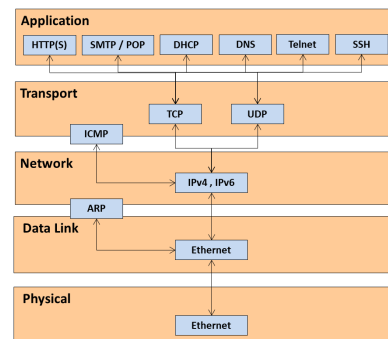 Application
HTTP(S) SMTP / POP DHCP DNS Telnet SSH
Transport
TCP UDP
ICMP
Network
IPv4 , IPv6
ARP
Data Link
Ethernet
Physical
Ethernet